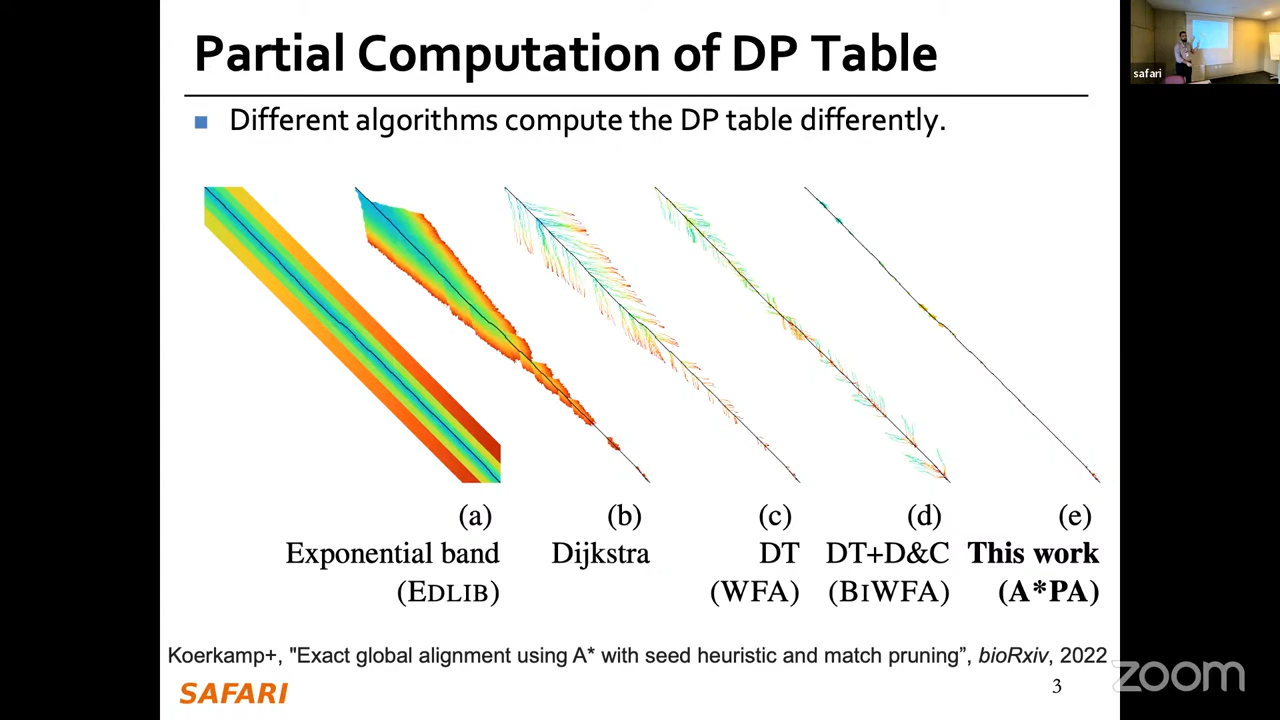 Partial Computation of DP Table
Different algorithms compute the DP table differently.
(a) (b) (c) (d) (e)
Exponential band Dijkstra DT DT+D&C This work
(EDLIB) (WFA) (BIWFA) (A*PA)
Koerkamp+, "Exact global alignment using A* with seed heuristic and match pruning”, bioRxiv, 2022
SAFARI
3
zoom
safari